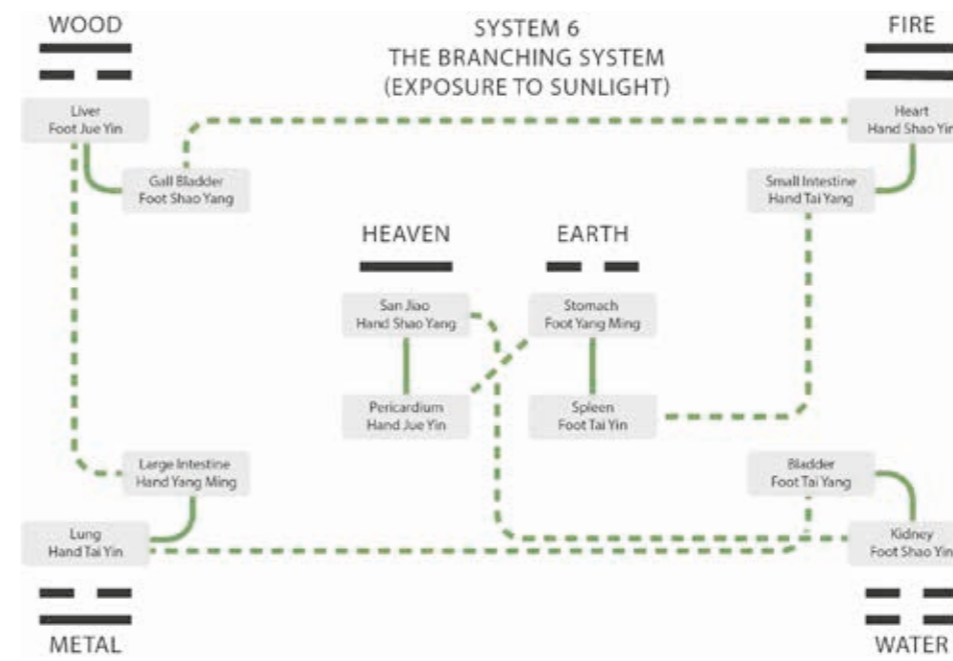 WOOD
SYSTEM 6
THE BRANCHING SYSTEM
(EXPOSURE TO SUNLIGHT)
FIRE
Liver
Foot Jue Yin
Heart
Hand Shao Yin
Gall Bladder
Foot Shao Yang
Small Intestine
Hand Tai Yang
HEAVEN
EARTH
San Jiao
Hand Shao Yang
Stomach
Foot Yang Ming
Pericardium
Hand Jue Yin
Spleen
Foot Tai Yin
Large Intestine
Hand Yang Ming
Bladder
Foot Tai Yang
Lung
Hand Tai Yin
Kidney
Foot Shao Yin
METAL
WATER